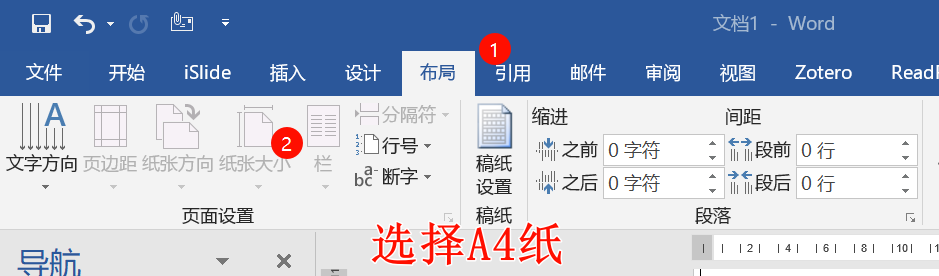 文档1 - Word
1
文件 开始 iSlide 插入 设计 布局 引用 邮件 审阅 视图 Zotero
文字方向 页边距 纸张方向 纸张大小 2 栏
分隔符
行号
断字
稿纸
设置
缩进 间距
之前 0 字符 段前 0 行
之后 0 字符 段后 0 行
页面设置 稿纸 段落
选择A4纸
导航
2 4 6 8 10